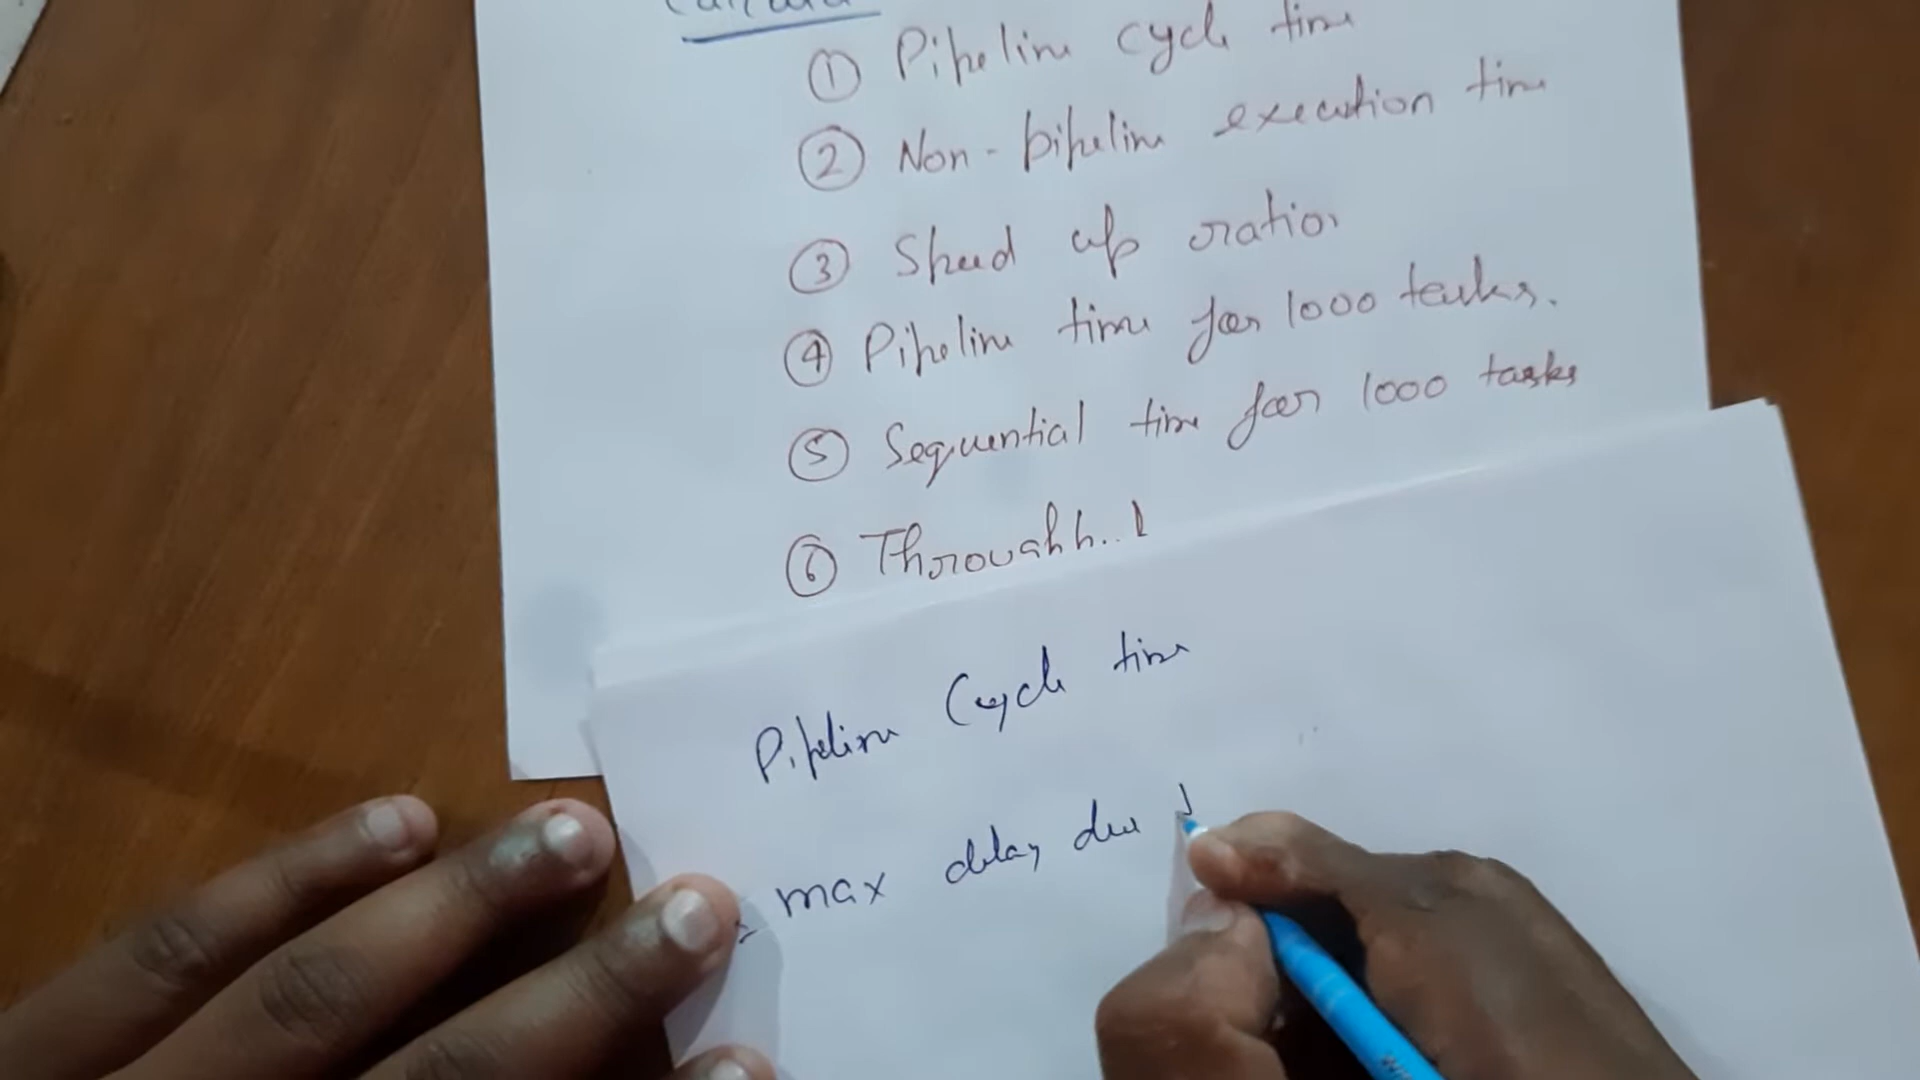 ① Pipeline cycle time
② Non-pipeline execution time
③ Speed up ratio
④ Pipeline time for 1000 tasks.
⑤ Sequential time for 1000 tasks
⑥
Pipeline Cycle time
= max delay due